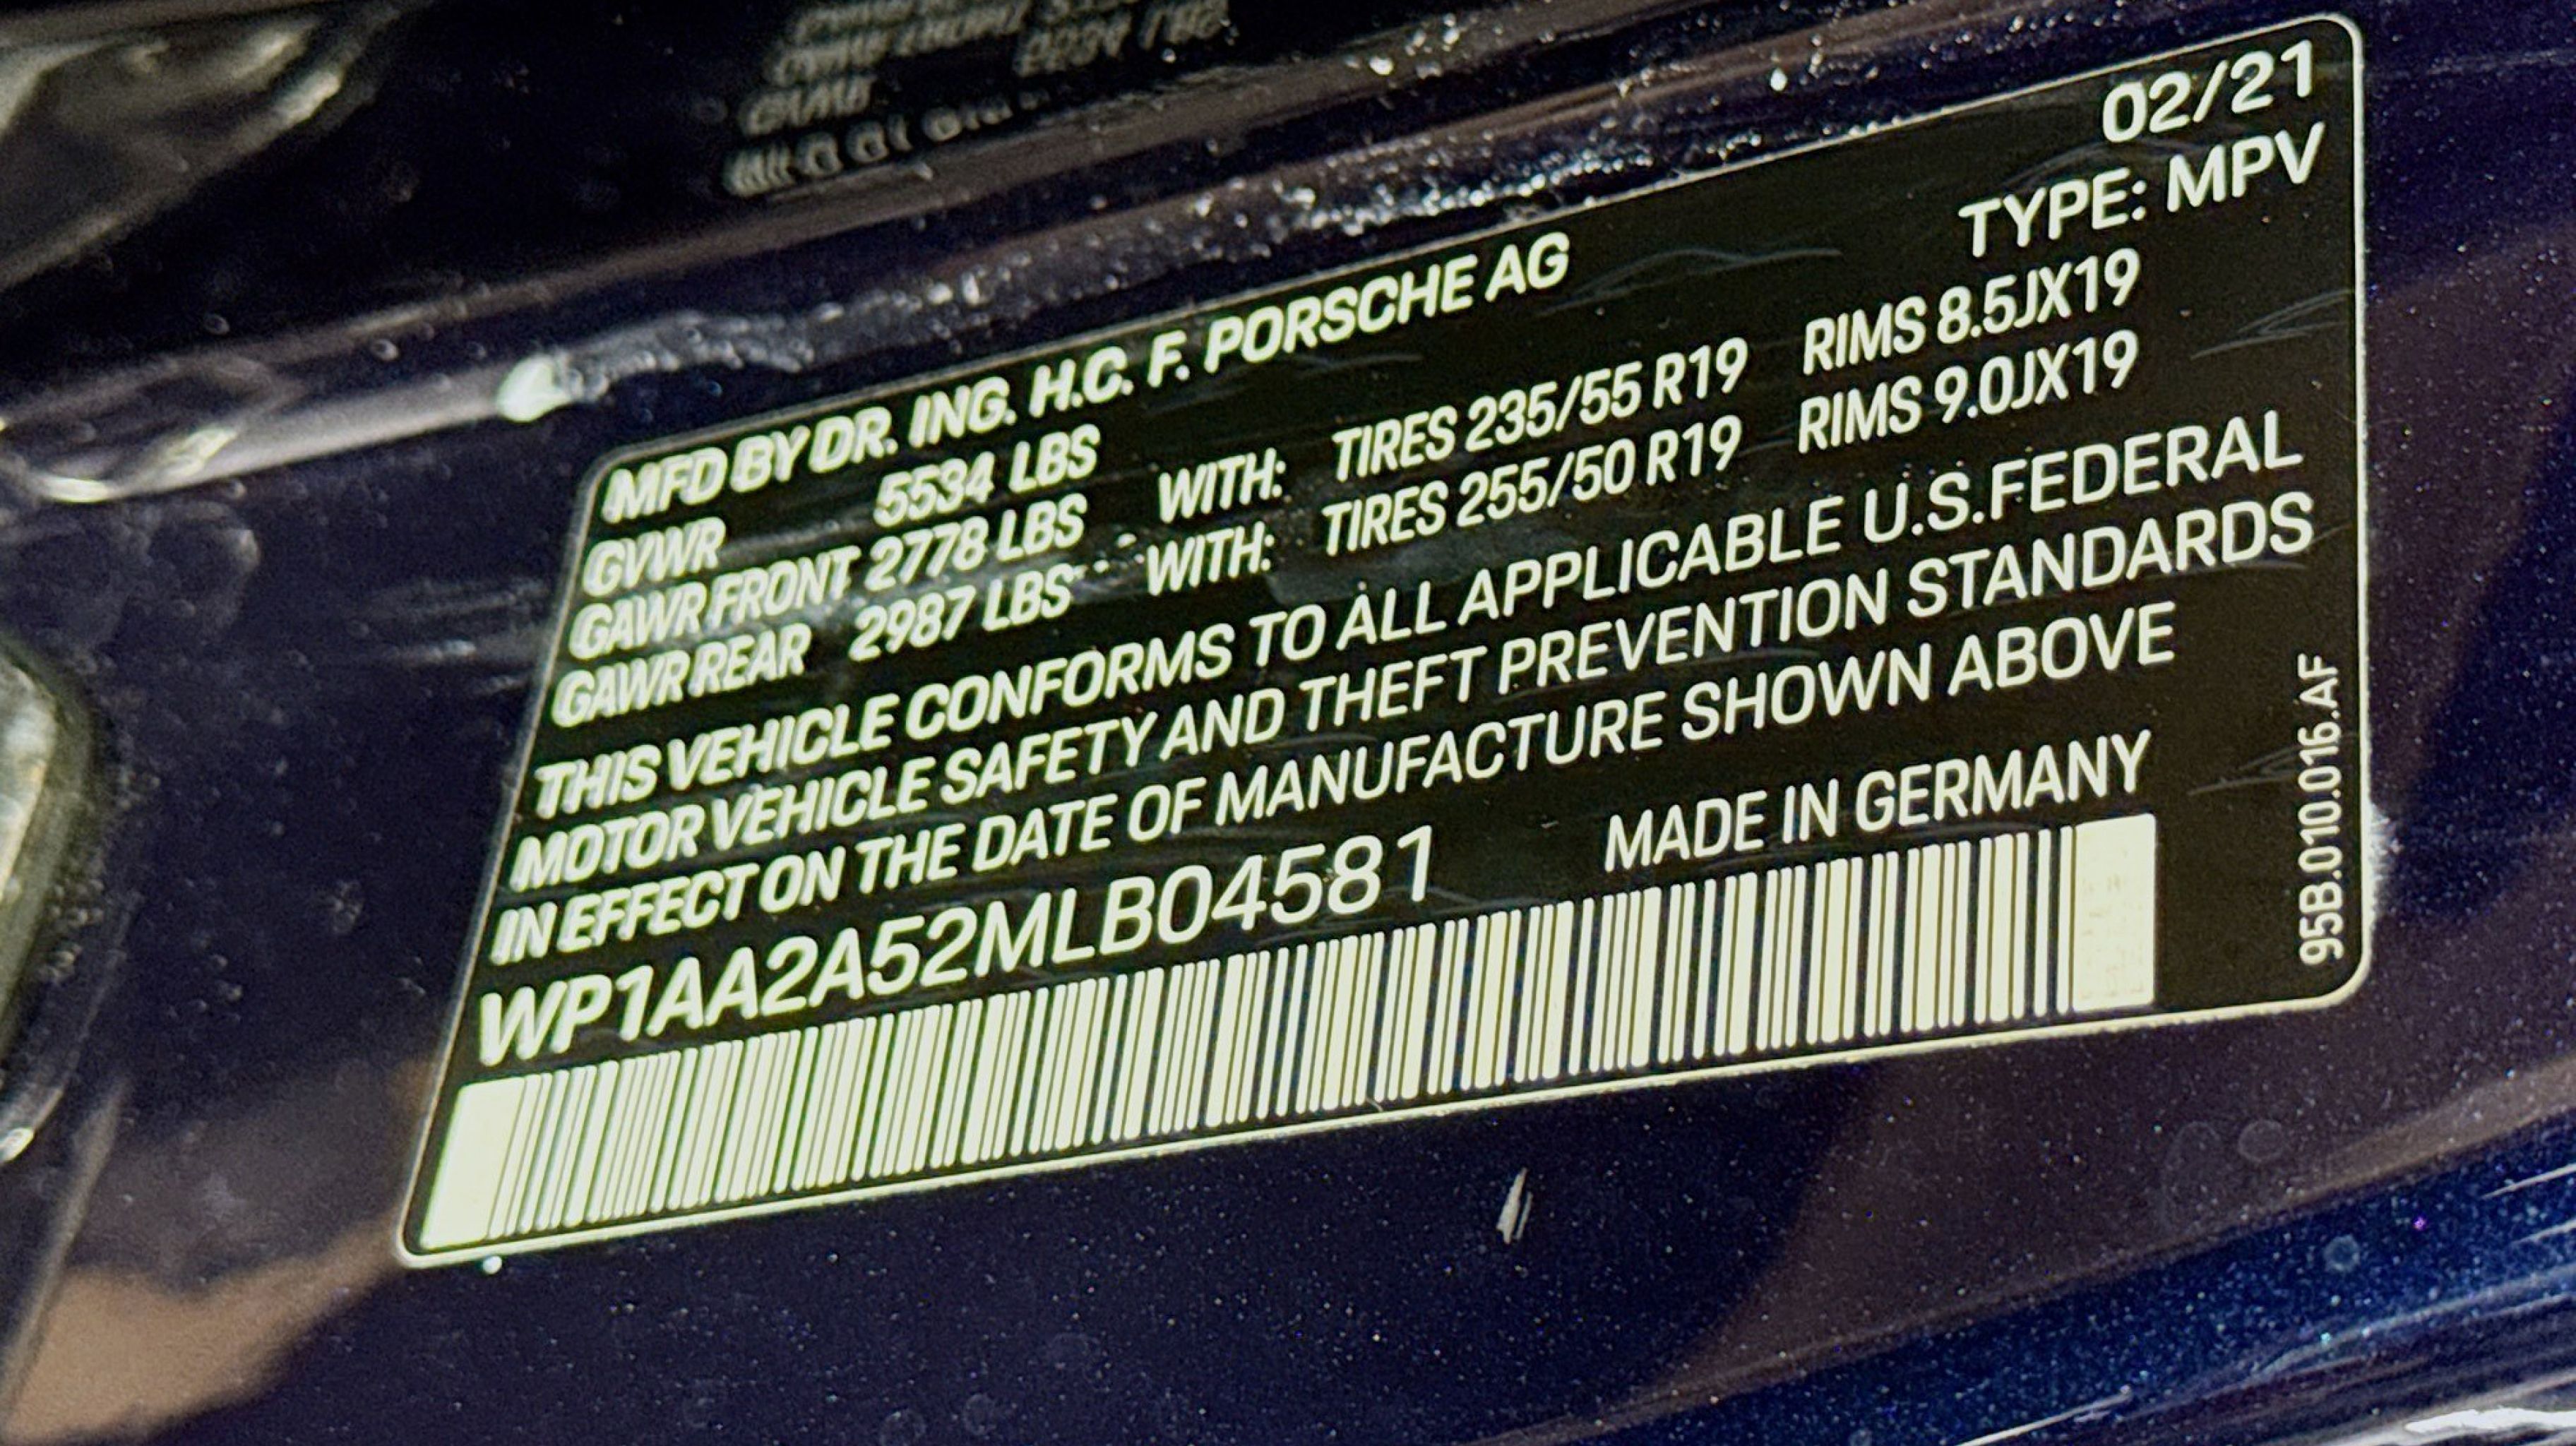 02/21
MFD BY DR. ING. H.C. F. PORSCHE AG TYPE: MPV
GVWR 5534 LBS
GAWR FRONT 2778 LBS WITH: TIRES 235/55 R19 RIMS 8.5JX19
GAWR REAR 2987 LBS WITH: TIRES 255/50 R19 RIMS 9.0JX19
THIS VEHICLE CONFORMS TO ALL APPLICABLE U.S.FEDERAL
MOTOR VEHICLE SAFETY AND THEFT PREVENTION STANDARDS
IN EFFECT ON THE DATE OF MANUFACTURE SHOWN ABOVE
WP1AA2A52MLB04581 MADE IN GERMANY
95B.010.016.AF